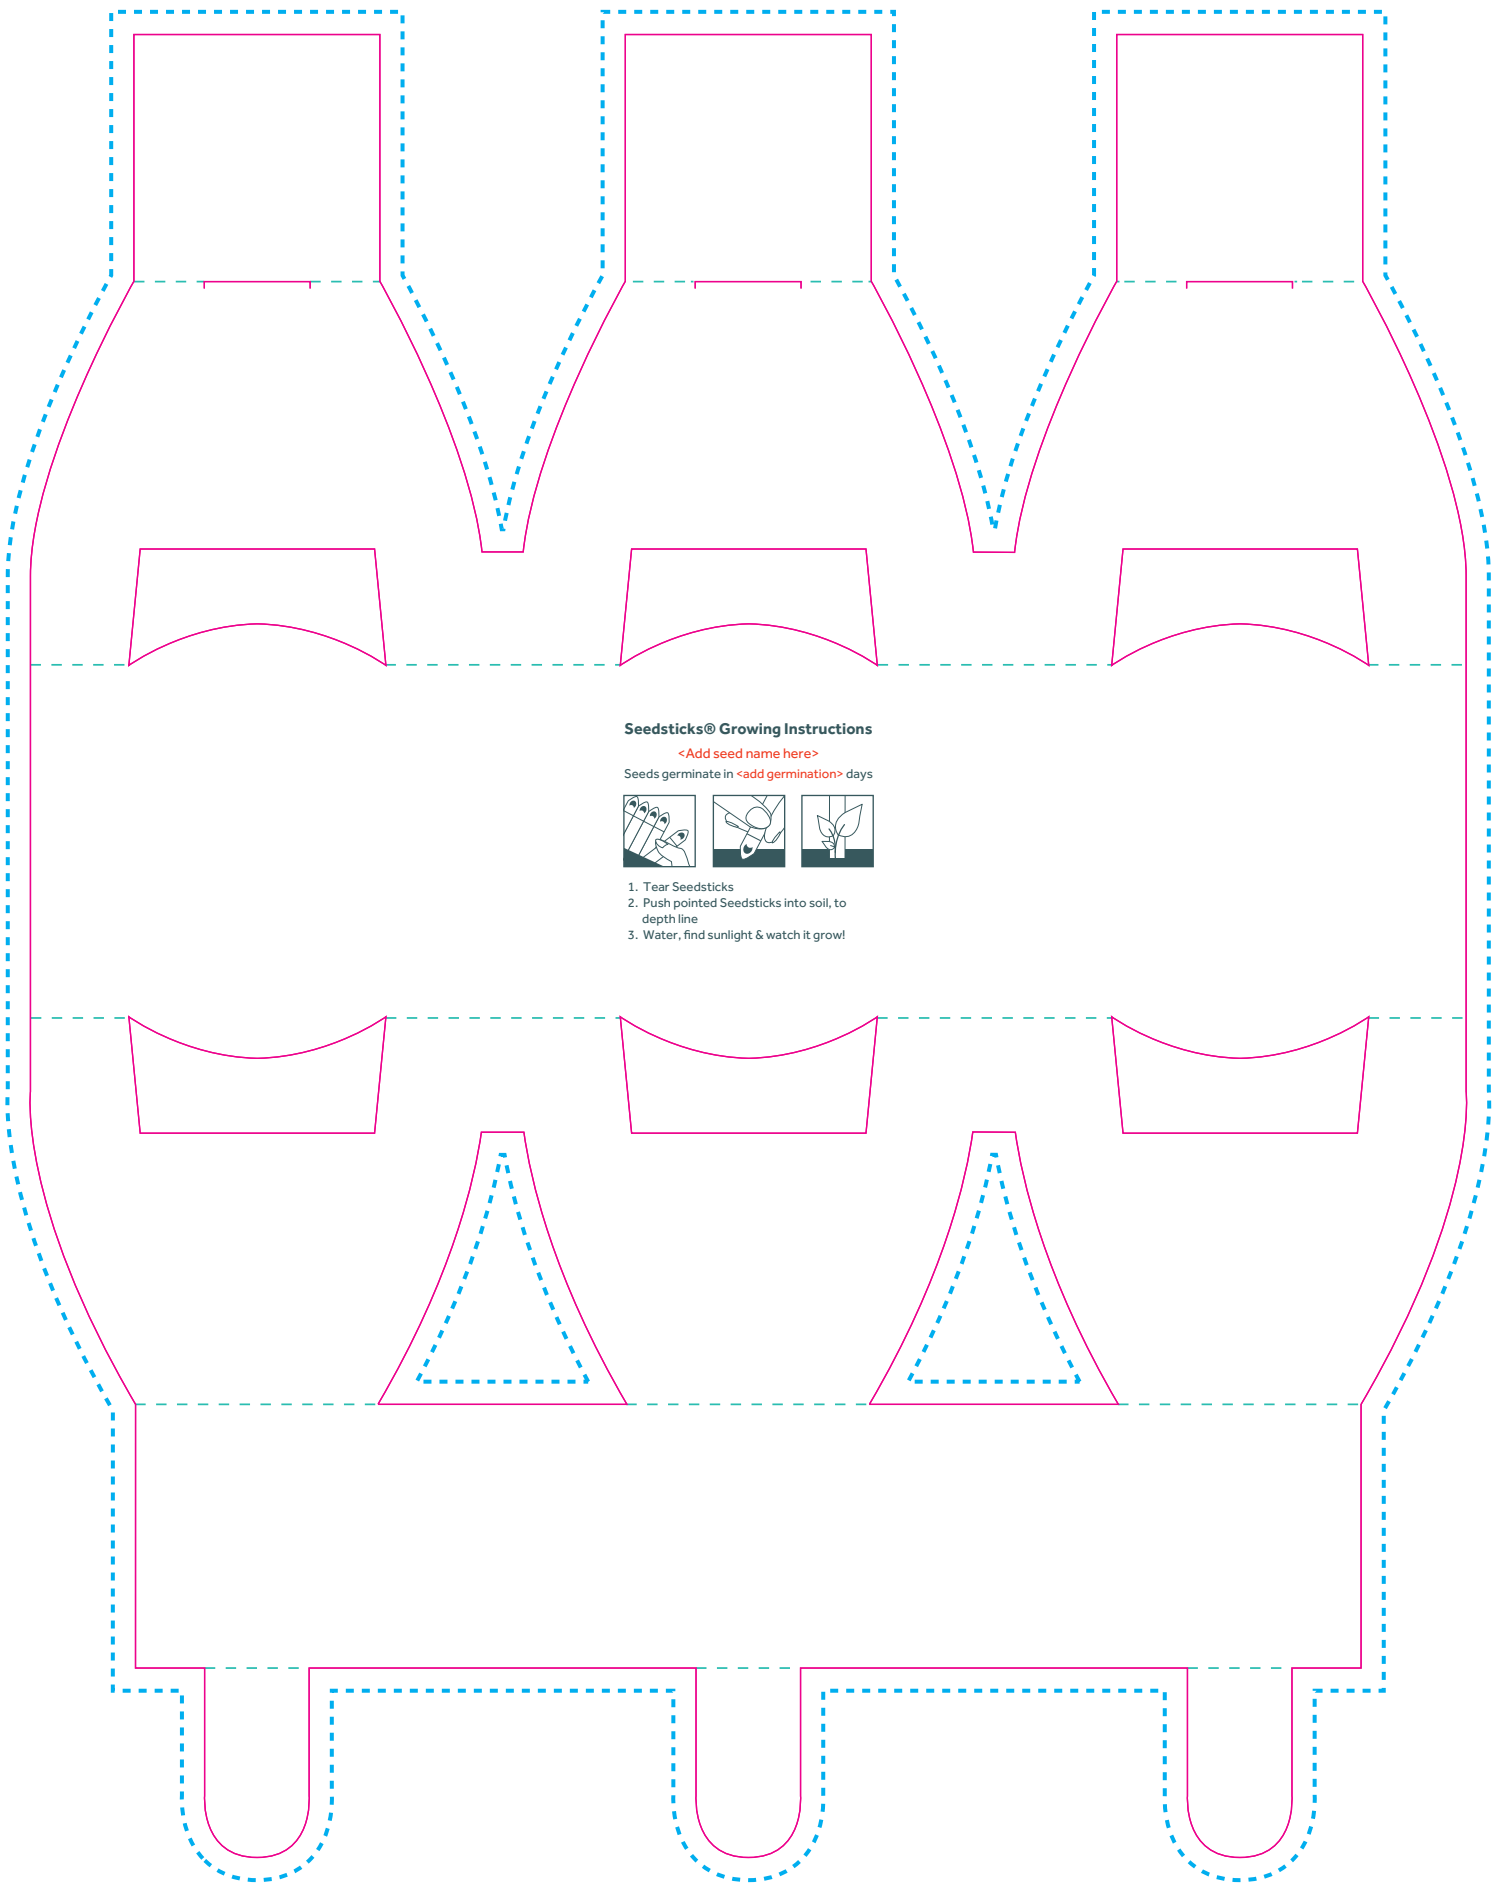 Seedsticks® Growing Instructions
<Add seed name here>
Seeds germinate in <add germination> days
1. Tear Seedsticks
2. Push pointed Seedsticks into soil, to
depth line
3. Water, find sunlight & watch it grow!